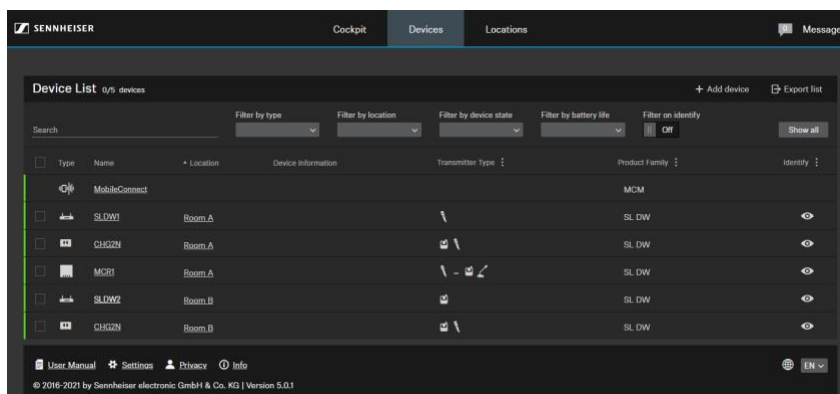 SENNHEISER Cockpit Devices Locations 0 Message
Device List 0/5 devices + Add device Export list
Filter by type Filter by location Filter by device state Filter by battery life Filter on identify
Search Off Show all
Type Name Location Device Information Transmitter Type Product Family Identify
MobileConnect MCM
SLDW1 Room A SL DW
CHG2N Room A SL DW
MCR1 Room A SL DW
SLDW2 Room B SL DW
CHG2N Room B SL DW
User Manual Settings Privacy Info EN
© 2016-2021 by Sennheiser electronic GmbH & Co. KG | Version 5.0.1